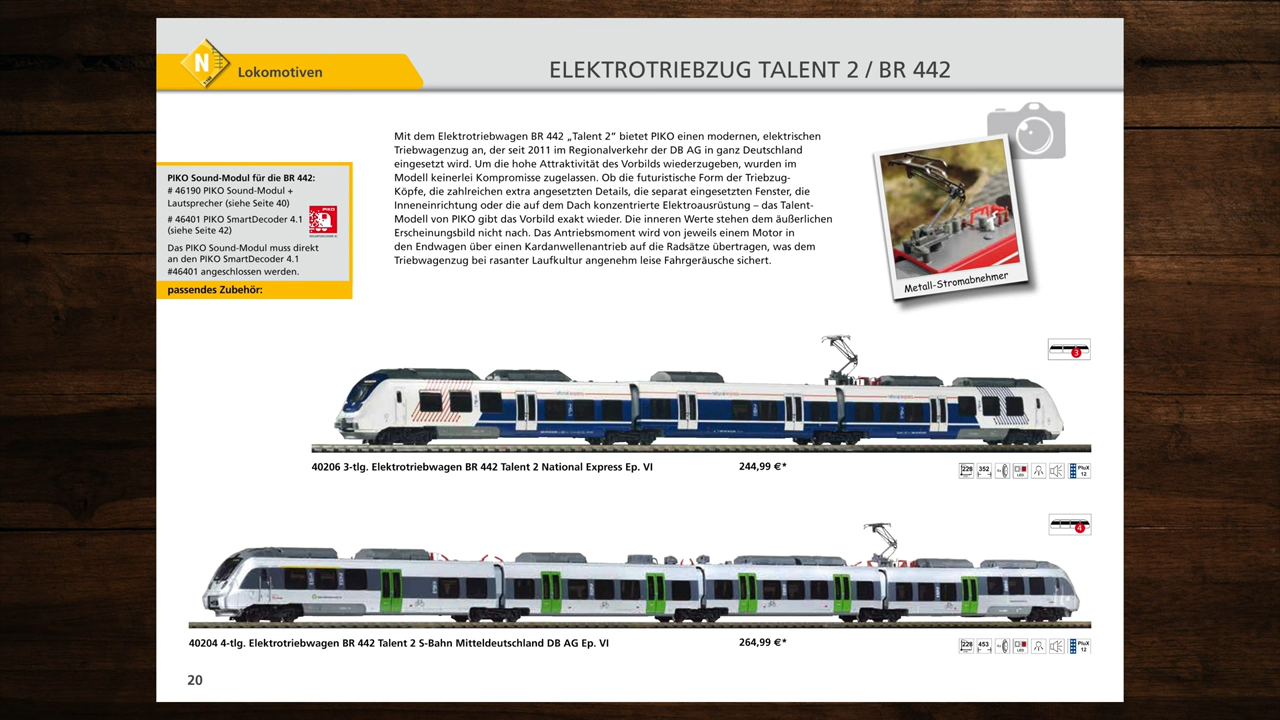 N
Lokomotiven
ELEKTROTRIEBZUG TALENT 2 / BR 442
PIKO Sound-Modul für die BR 442:
# 46190 PIKO Sound-Modul +
Lautsprecher (siehe Seite 40)
# 46401 PIKO SmartDecoder 4.1
(siehe Seite 42)
PIKO
Das PIKO Sound-Modul muss direkt
an den PIKO SmartDecoder 4.1
#46401 angeschlossen werden.
passendes Zubehör:
Mit dem Elektrotriebwagen BR 442 „Talent 2“ bietet PIKO einen modernen, elektrischen
Triebwagenzug an, der seit 2011 im Regionalverkehr der DB AG in ganz Deutschland
eingesetzt wird. Um die hohe Attraktivität des Vorbilds wiederzugeben, wurden im
Modell keinerlei Kompromisse zugelassen. Ob die futuristische Form der Triebzug-
Köpfe, die zahlreichen extra angesetzten Details, die separat eingesetzten Fenster, die
Inneneinrichtung oder die auf dem Dach konzentrierte Elektroausrüstung – das Talent-
Modell von PIKO gibt das Vorbild exakt wieder. Die inneren Werte stehen dem äußerlichen
Erscheinungsbild nicht nach. Das Antriebsmoment wird von jeweils einem Motor in
den Endwagen über einen Kardanwellenantrieb auf die Radsätze übertragen, was dem
Triebwagenzug bei rasanter Laufkultur angenehm leise Fahrgeräusche sichert.
Metall-Stromabnehmer
3
40206 3-tlg. Elektrotriebwagen BR 442 Talent 2 National Express Ep. VI 244,99 €*
226 352 LED PluX 12
4
40204 4-tlg. Elektrotriebwagen BR 442 Talent 2 S-Bahn Mitteldeutschland DB AG Ep. VI 264,99 €*
226 453 LED PluX 12
20